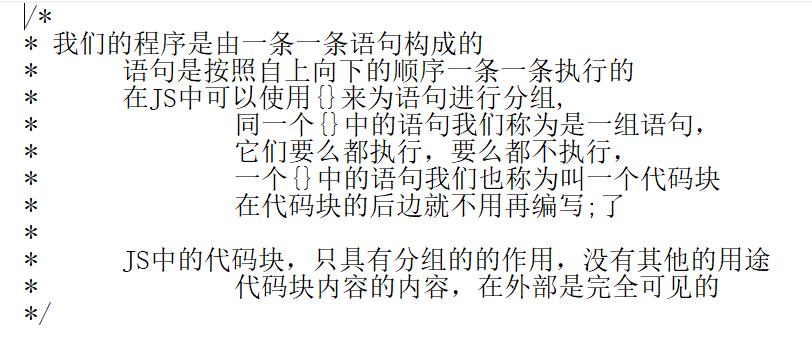 /*
* 我们的程序是由一条一条语句构成的
* 语句是按照自上向下的顺序一条一条执行的
* 在JS中可以使用{}来为语句进行分组,
* 同一个{}中的语句我们称为是一组语句,
* 它们要么都执行，要么都不执行，
* 一个{}中的语句我们也称为叫一个代码块
* 在代码块的后边就不用再编写;了
*
* JS中的代码块，只具有分组的的作用，没有其他的用途
* 代码块内容的内容，在外部是完全可见的
*/